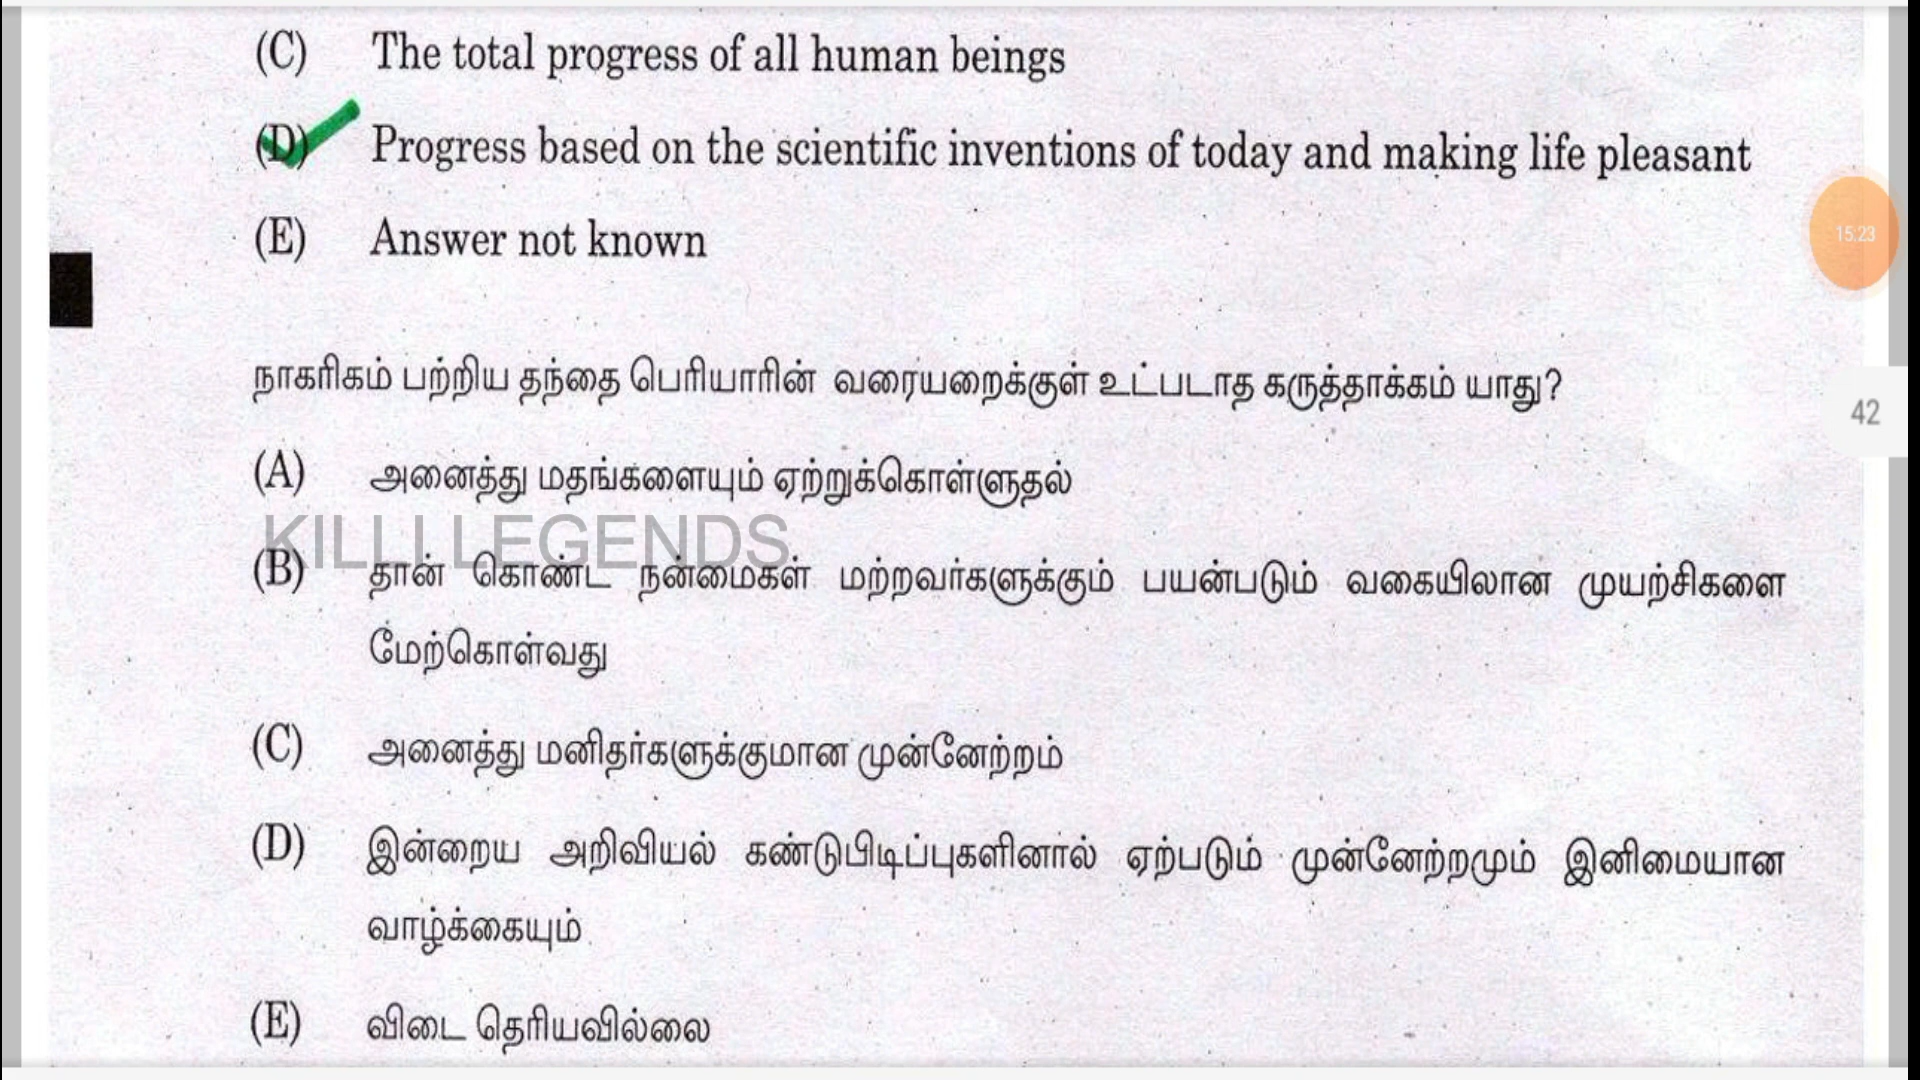 (C) The total progress of all human beings
(D) Progress based on the scientific inventions of today and making life pleasant
15:23
(E) Answer not known
நாகரிகம் பற்றிய தந்தை பெரியாரின் வரையறைக்குள் உட்படாத கருத்தாக்கம் யாது?
42
(A) அனைத்து மதங்களையும் ஏற்றுக்கொள்ளுதல்
KILLI LEGENDS
(B) தான் கொண்ட நன்மைகள் மற்றவர்களுக்கும் பயன்படும் வகையிலான முயற்சிகளை
மேற்கொள்வது
(C) அனைத்து மனிதர்களுக்குமான முன்னேற்றம்
(D) இன்றைய அறிவியல் கண்டுபிடிப்புகளினால் ஏற்படும் முன்னேற்றமும் இனிமையான
வாழ்க்கையும்
(E) விடை தெரியவில்லை